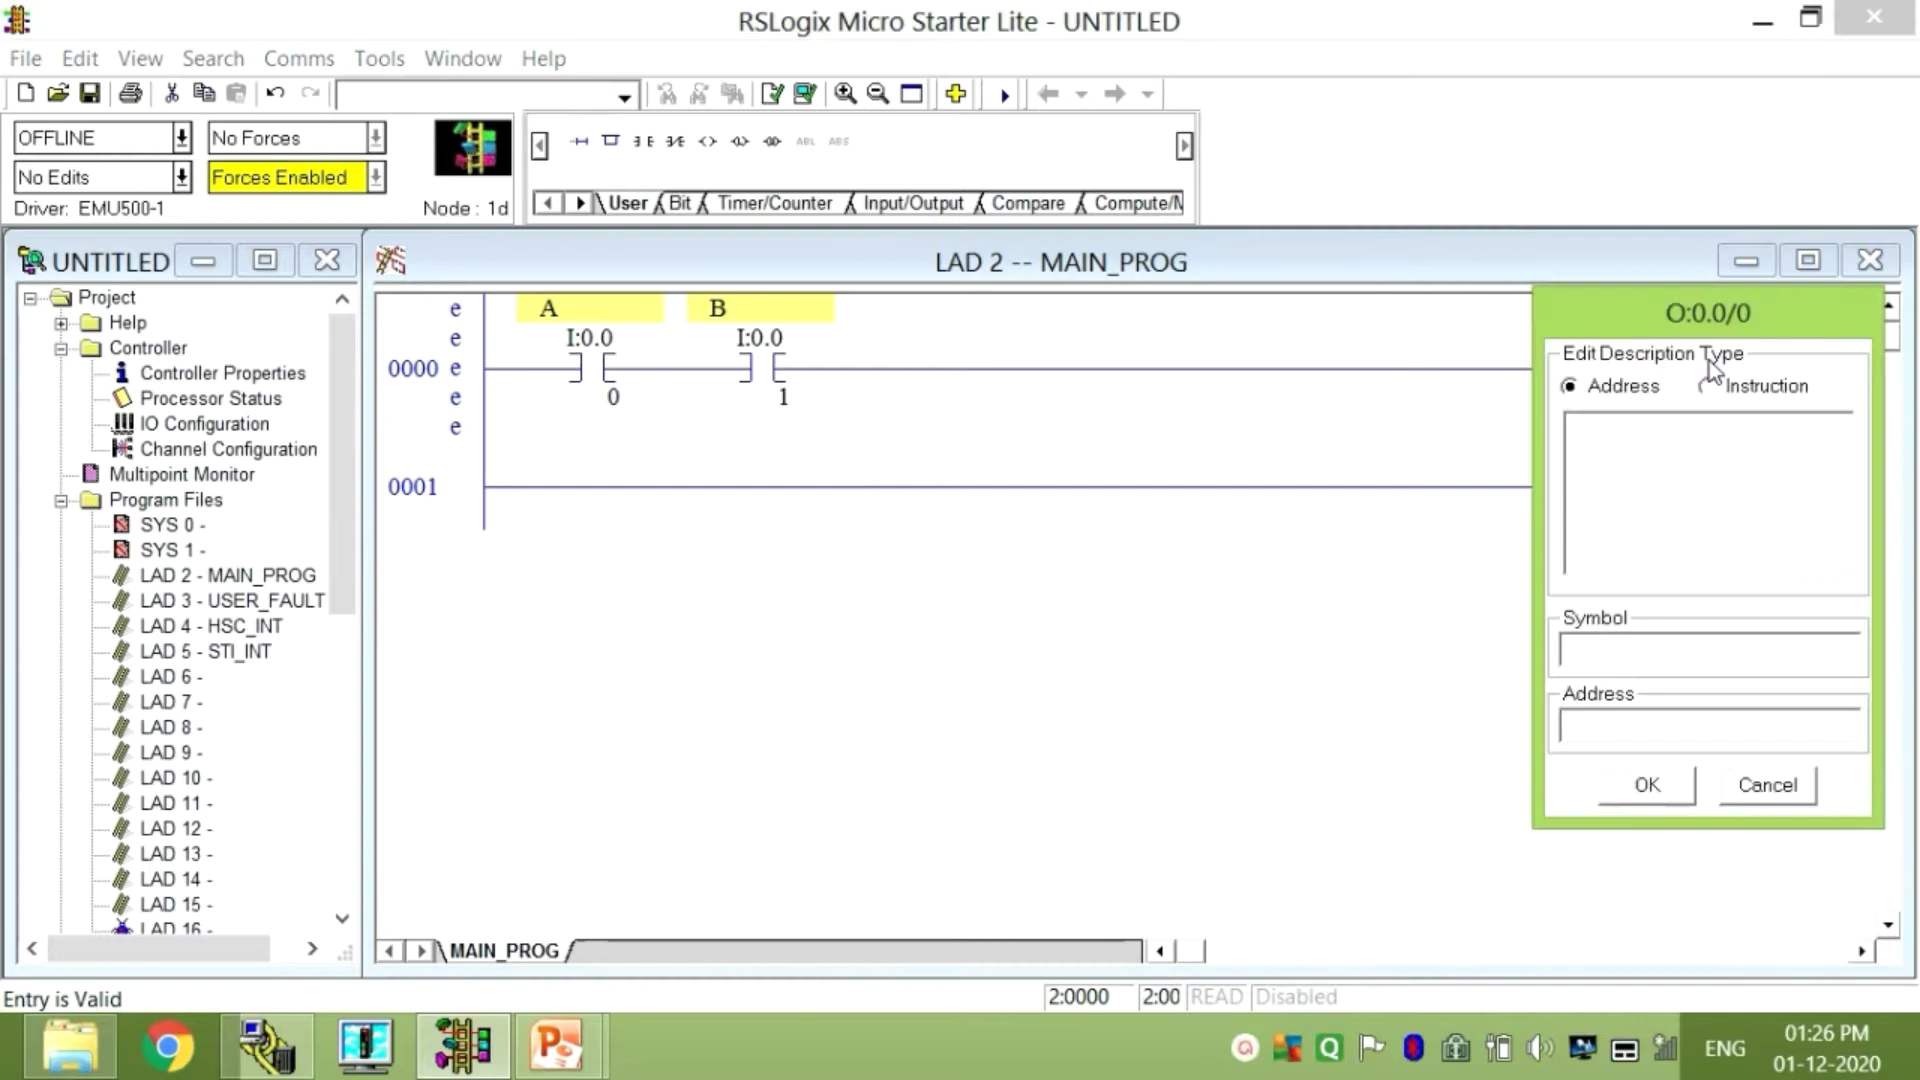 RSLogix Micro Starter Lite - UNTITLED
File Edit View Search Comms Tools Window Help
OFFLINE No Forces
No Edits Forces Enabled
Driver: EMU500-1 Node : 1d
ABL ABS
User Bit Timer/Counter Input/Output Compare Compute/M
UNTITLED
LAD 2 -- MAIN_PROG
Project
Help
Controller
Controller Properties
Processor Status
IO Configuration
Channel Configuration
Multipoint Monitor
Program Files
SYS 0 -
SYS 1 -
LAD 2 - MAIN_PROG
LAD 3 - USER_FAULT
LAD 4 - HSC_INT
LAD 5 - STI_INT
LAD 6 -
LAD 7 -
LAD 8 -
LAD 9 -
LAD 10 -
LAD 11 -
LAD 12 -
LAD 13 -
LAD 14 -
LAD 15 -
LAD 16 -
e A B
e I:0.0 I:0.0
0000 e
e 0 1
e
0001
O:0.0/0
Edit Description Type
Address Instruction
Symbol
Address
OK Cancel
MAIN_PROG
Entry is Valid 2:0000 2:00 READ Disabled
ENG 01:26 PM
01-12-2020